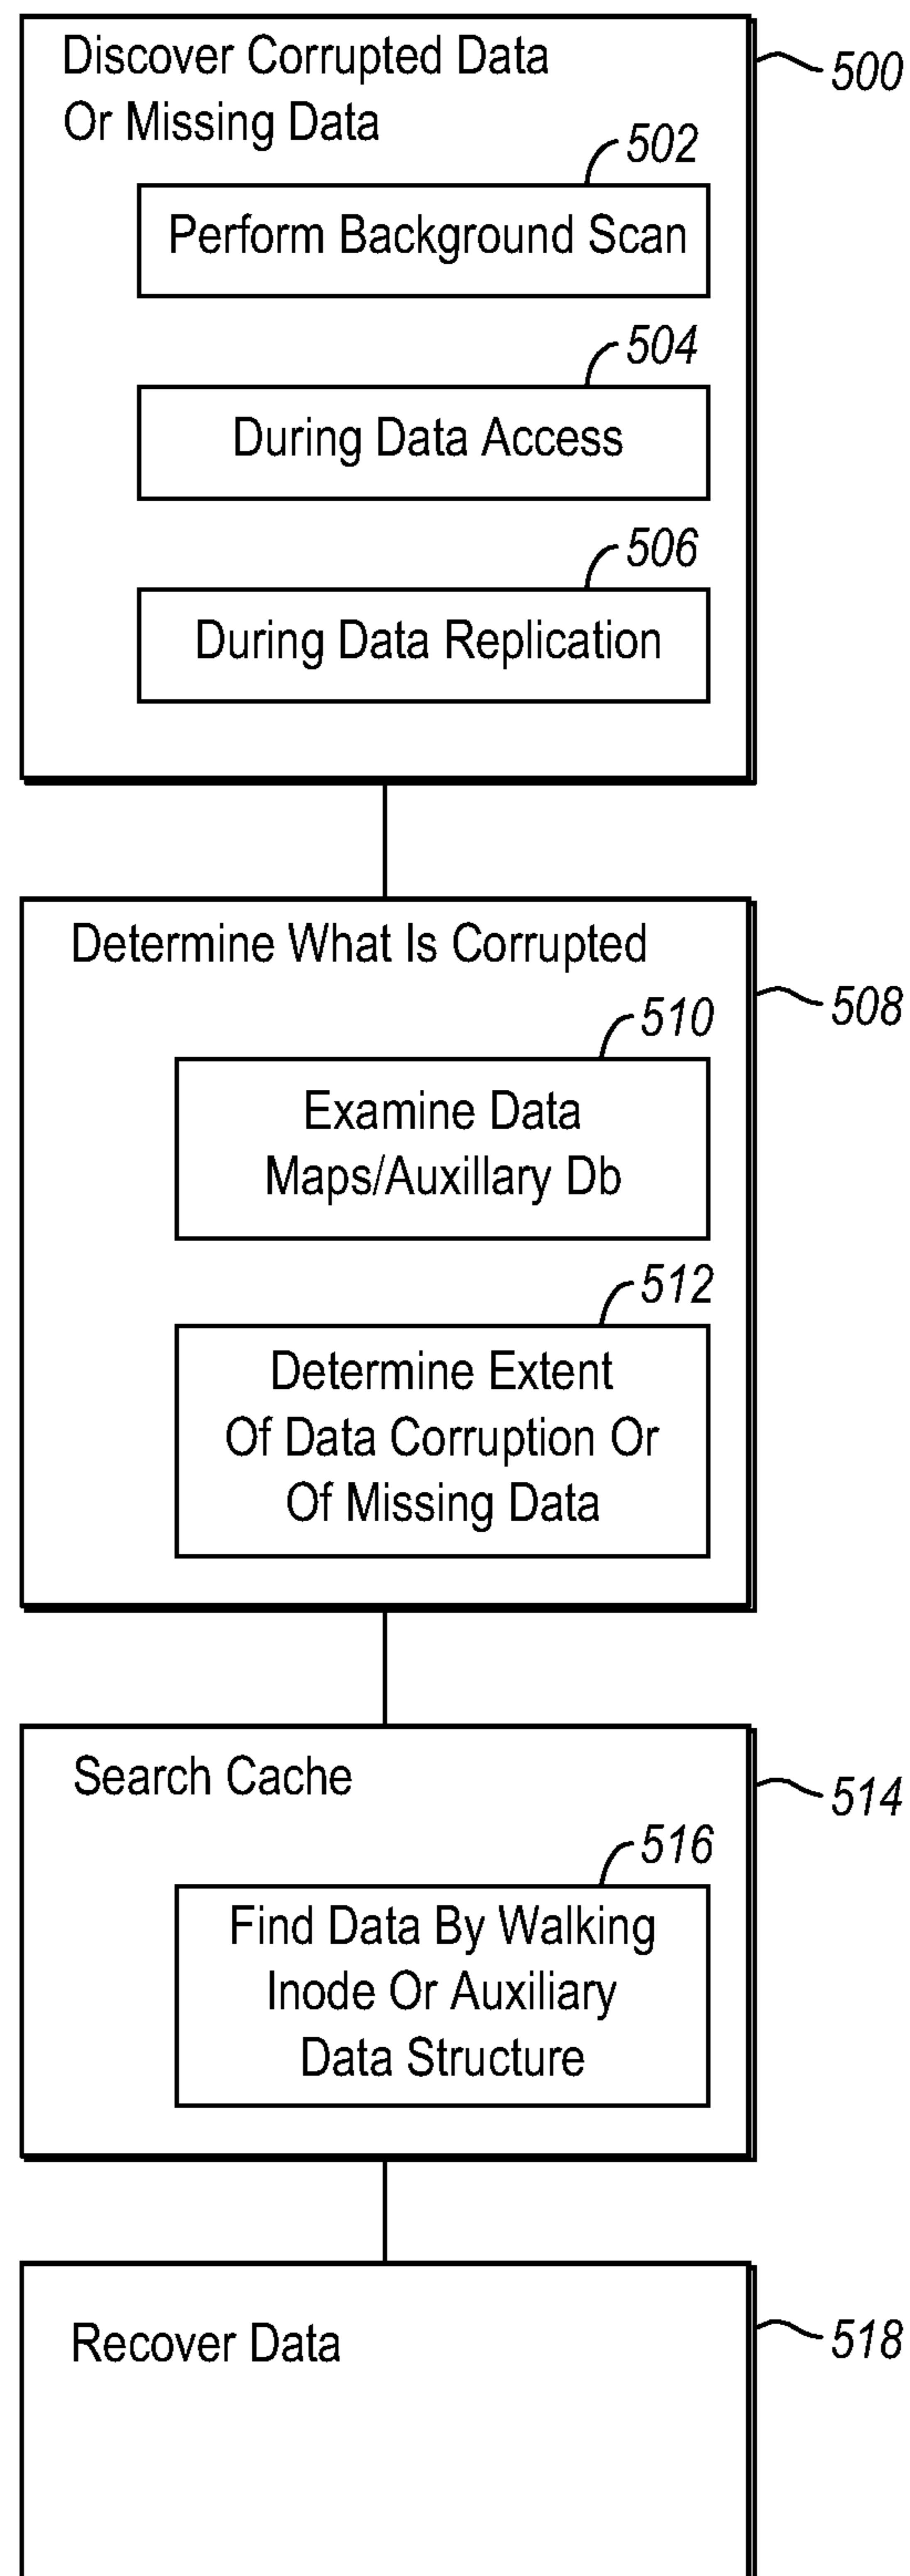 Discover Corrupted Data
Or Missing Data
500
502
Perform Background Scan
504
During Data Access
506
During Data Replication
Determine What Is Corrupted
508
510
Examine Data
Maps/Auxillary Db
512
Determine Extent
Of Data Corruption Or
Of Missing Data
Search Cache
514
516
Find Data By Walking
Inode Or Auxiliary
Data Structure
Recover Data
518